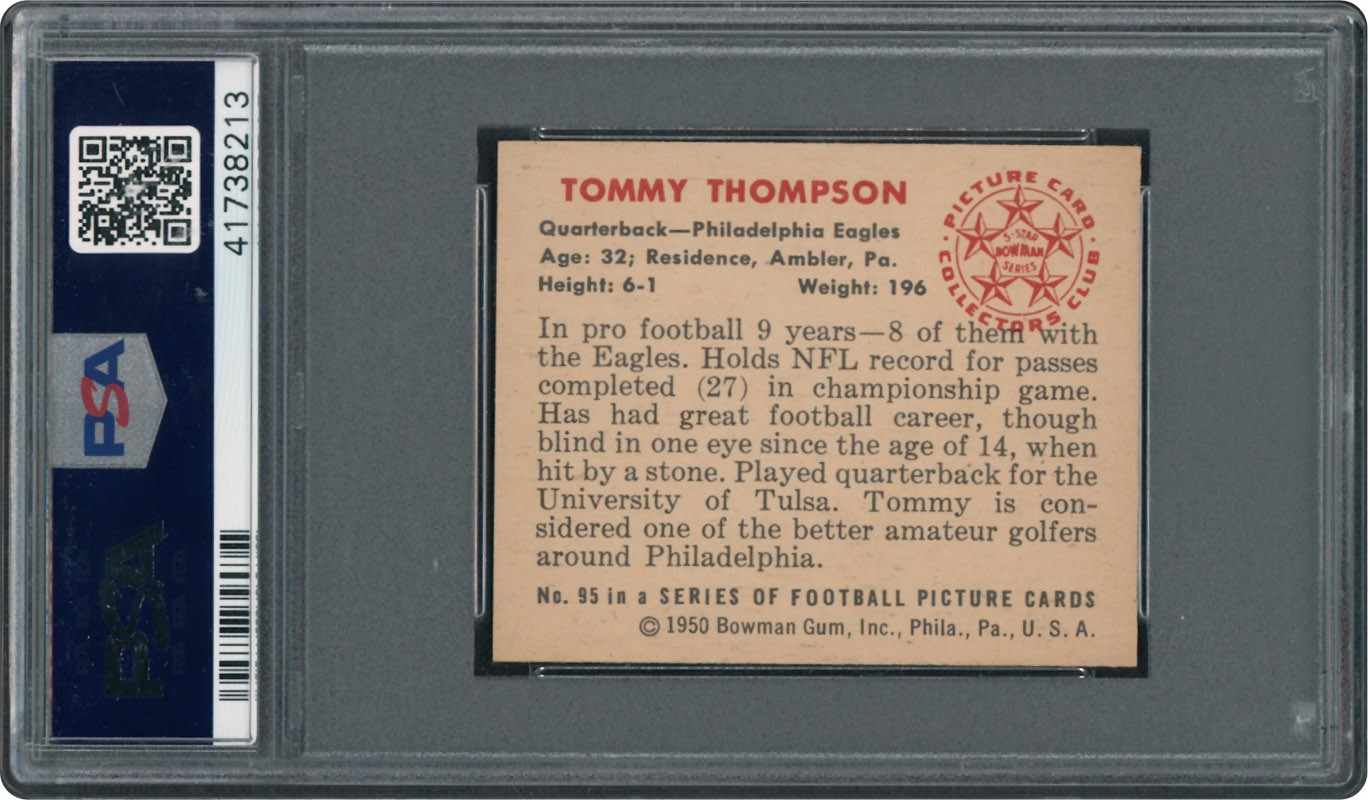 41738213
PSA
PSA
TOMMY THOMPSON
Quarterback—Philadelphia Eagles
Age: 32; Residence, Ambler, Pa.
Height: 6-1 Weight: 196
PICTURE CARD
COLLECTORS CLUB
5-STAR
BOWMAN
SERIES
In pro football 9 years—8 of them with
the Eagles. Holds NFL record for passes
completed (27) in championship game.
Has had great football career, though
blind in one eye since the age of 14, when
hit by a stone. Played quarterback for the
University of Tulsa. Tommy is con-
sidered one of the better amateur golfers
around Philadelphia.
No. 95 in a SERIES OF FOOTBALL PICTURE CARDS
© 1950 Bowman Gum, Inc., Phila., Pa., U. S. A.